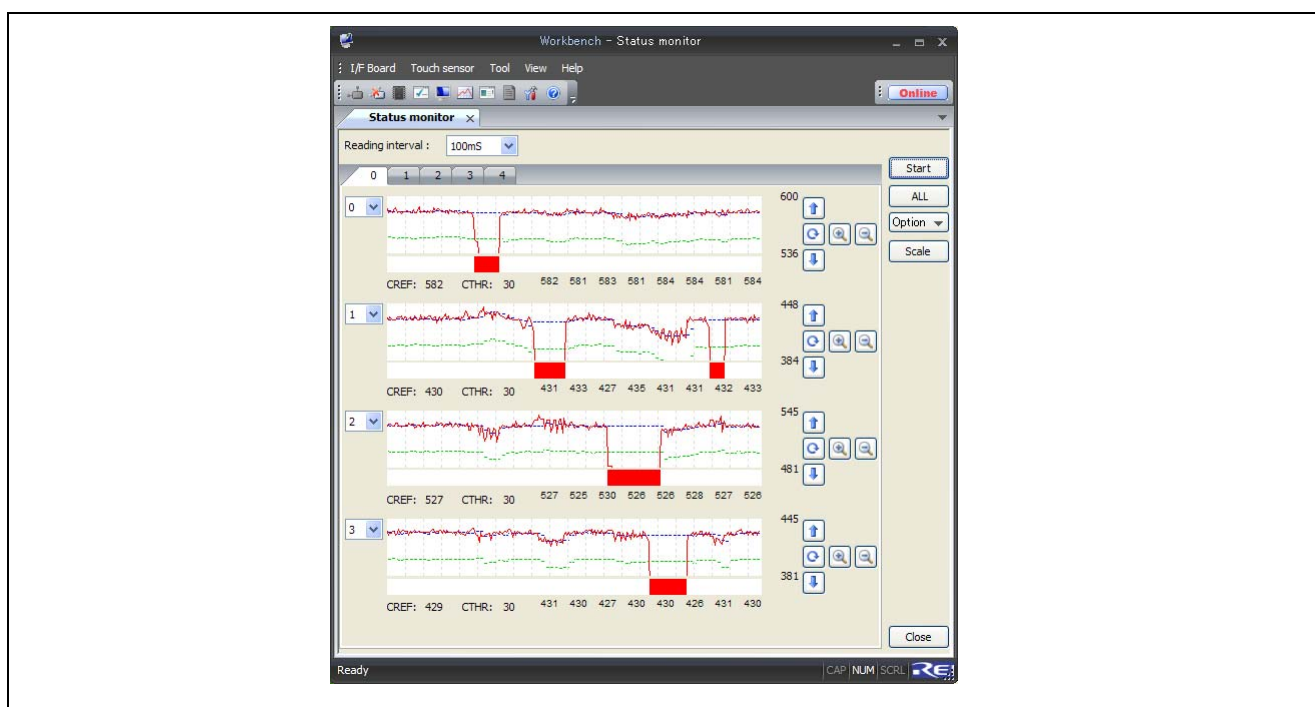 Workbench - Status monitor
I/F Board Touch sensor Tool View Help
Online
Status monitor
Reading interval : 100mS
Start
0 1 2 3 4
ALL
Option
Scale
0
600
536
CREF: 582 CTHR: 30 582 581 583 581 584 584 581 584
1
448
384
CREF: 430 CTHR: 30 431 433 427 435 431 431 432 433
2
545
481
CREF: 527 CTHR: 30 527 525 530 526 526 528 527 526
3
445
381
CREF: 429 CTHR: 30 431 430 427 430 430 426 431 430
Close
Ready CAP NUM SCRL RE